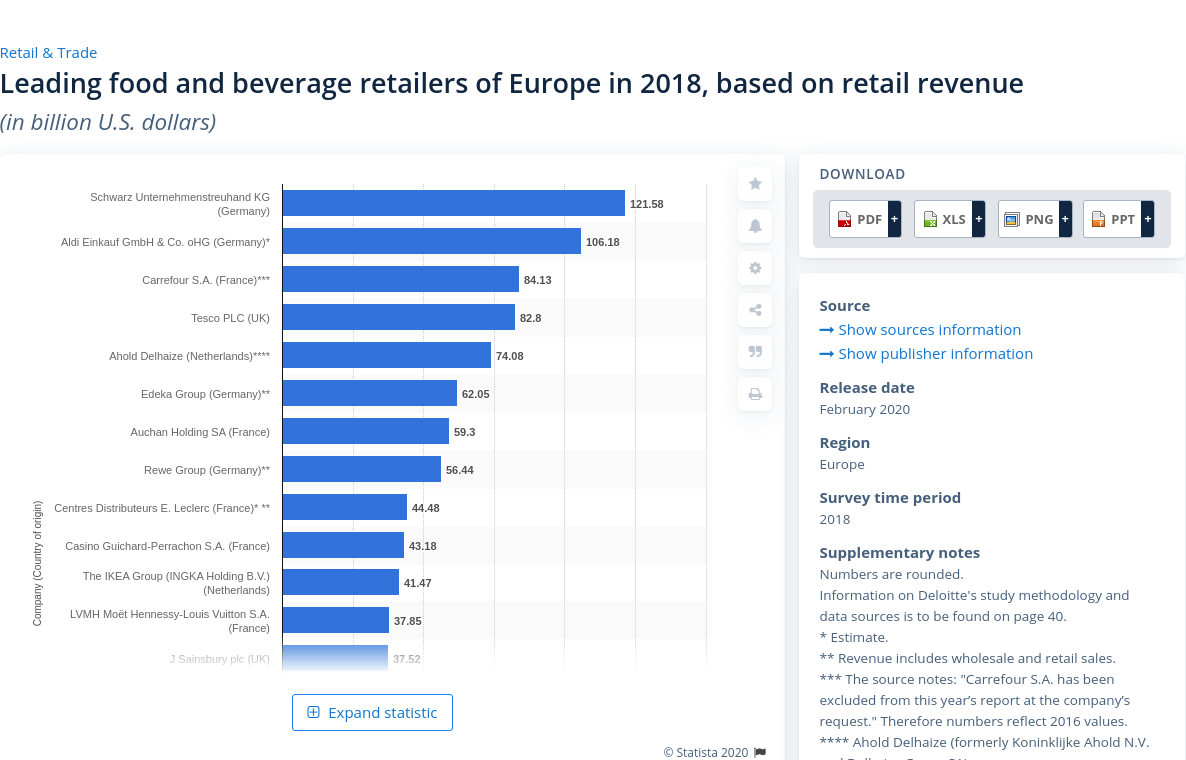 Retail & Trade
Leading food and beverage retailers of Europe in 2018, based on retail revenue
(in billion U.S. dollars)
Schwarz Unternehmenstreuhand KG
(Germany)
121.58
Aldi Einkauf GmbH & Co. oHG (Germany)*
106.18
Carrefour S.A. (France)***
84.13
Tesco PLC (UK)
82.8
Ahold Delhaize (Netherlands)****
74.08
Edeka Group (Germany)**
62.05
Auchan Holding SA (France)
59.3
Rewe Group (Germany)**
56.44
Centres Distributeurs E. Leclerc (France)* **
44.48
Casino Guichard-Perrachon S.A. (France)
43.18
The IKEA Group (INGKA Holding B.V.)
(Netherlands)
41.47
LVMH Moët Hennessy-Louis Vuitton S.A.
(France)
37.85
J Sainsbury plc (UK)
37.52
Company (Country of origin)
Expand statistic
© Statista 2020
DOWNLOAD
PDF + XLS + PNG + PPT +
Source
Show sources information
Show publisher information
Release date
February 2020
Region
Europe
Survey time period
2018
Supplementary notes
Numbers are rounded.
Information on Deloitte's study methodology and
data sources is to be found on page 40.
* Estimate.
** Revenue includes wholesale and retail sales.
*** The source notes: "Carrefour S.A. has been
excluded from this year’s report at the company’s
request." Therefore numbers reflect 2016 values.
**** Ahold Delhaize (formerly Koninklijke Ahold N.V.